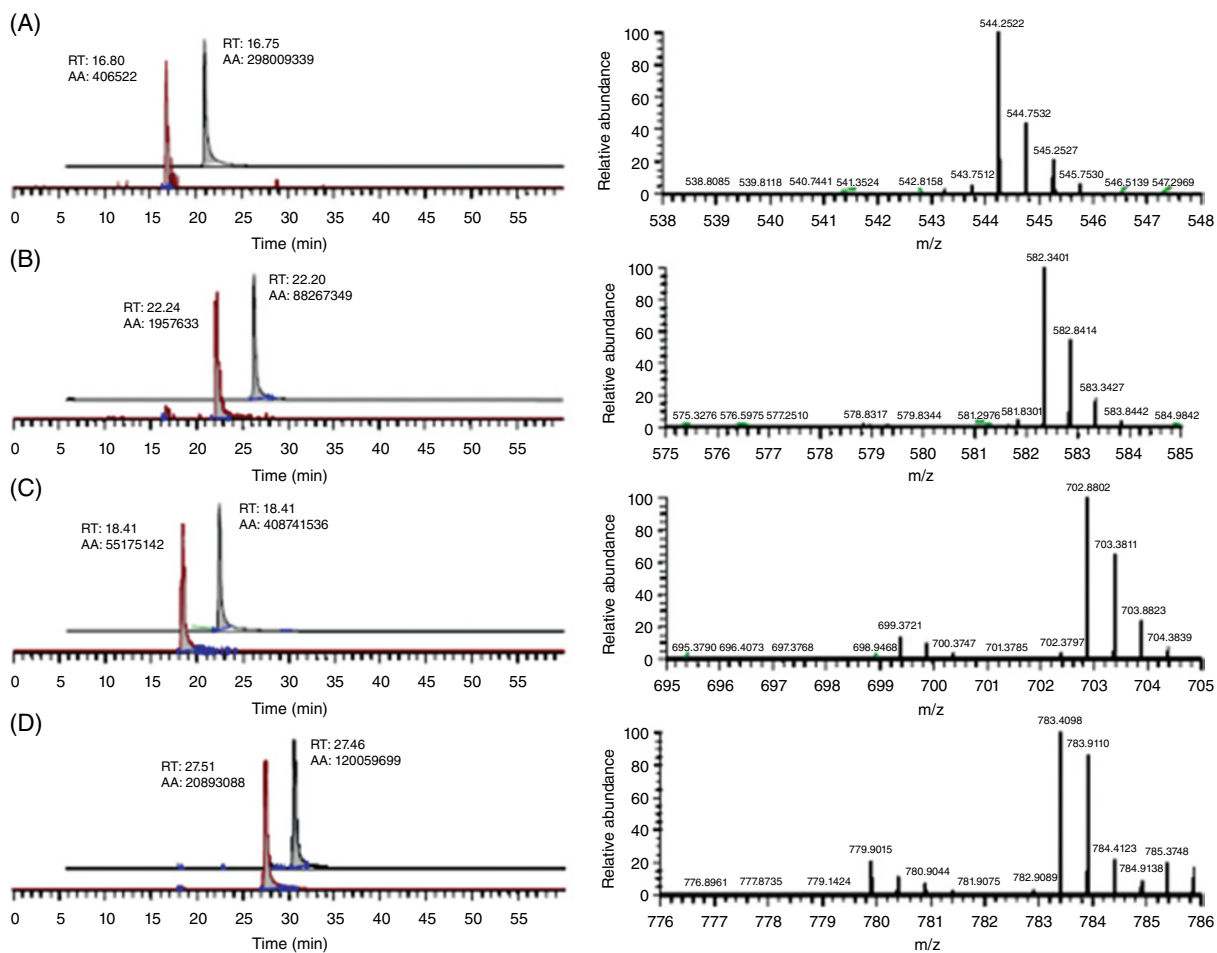 (A)
RT: 16.80
AA: 406522
RT: 16.75
AA: 298009339
0 5 10 15 20 25 30 35 40 45 50 55
Time (min)
Relative abundance
100
80
60
40
20
0
544.2522
544.7532
545.2527
538.8085 539.8118 540.7441 541.3524 542.8158 543.7512 545.7530 546.5139 547.2969
538 539 540 541 542 543 544 545 546 547 548
m/z
(B)
RT: 22.24
AA: 1957633
RT: 22.20
AA: 88267349
0 5 10 15 20 25 30 35 40 45 50 55
Time (min)
Relative abundance
100
80
60
40
20
0
582.3401
582.8414
583.3427
575.3276 576.5975 577.2510 578.8317 579.8344 581.2976 581.8301 583.8442 584.9842
575 576 577 578 579 580 581 582 583 584 585
m/z
(C)
RT: 18.41
AA: 55175142
RT: 18.41
AA: 408741536
0 5 10 15 20 25 30 35 40 45 50 55
Time (min)
Relative abundance
100
80
60
40
20
0
702.8802
703.3811
703.8823
699.3721
704.3839
695.3790 696.4073 697.3768 698.9468 700.3747 701.3785 702.3797
695 696 697 698 699 700 701 702 703 704 705
m/z
(D)
RT: 27.51
AA: 20893088
RT: 27.46
AA: 120059699
0 5 10 15 20 25 30 35 40 45 50 55
Time (min)
Relative abundance
100
80
60
40
20
0
783.4098
783.9110
779.9015
784.4123 785.3748
776.8961 777.8735 779.1424 780.9044 781.9075 782.9089 784.9138
776 777 778 779 780 781 782 783 784 785 786
m/z